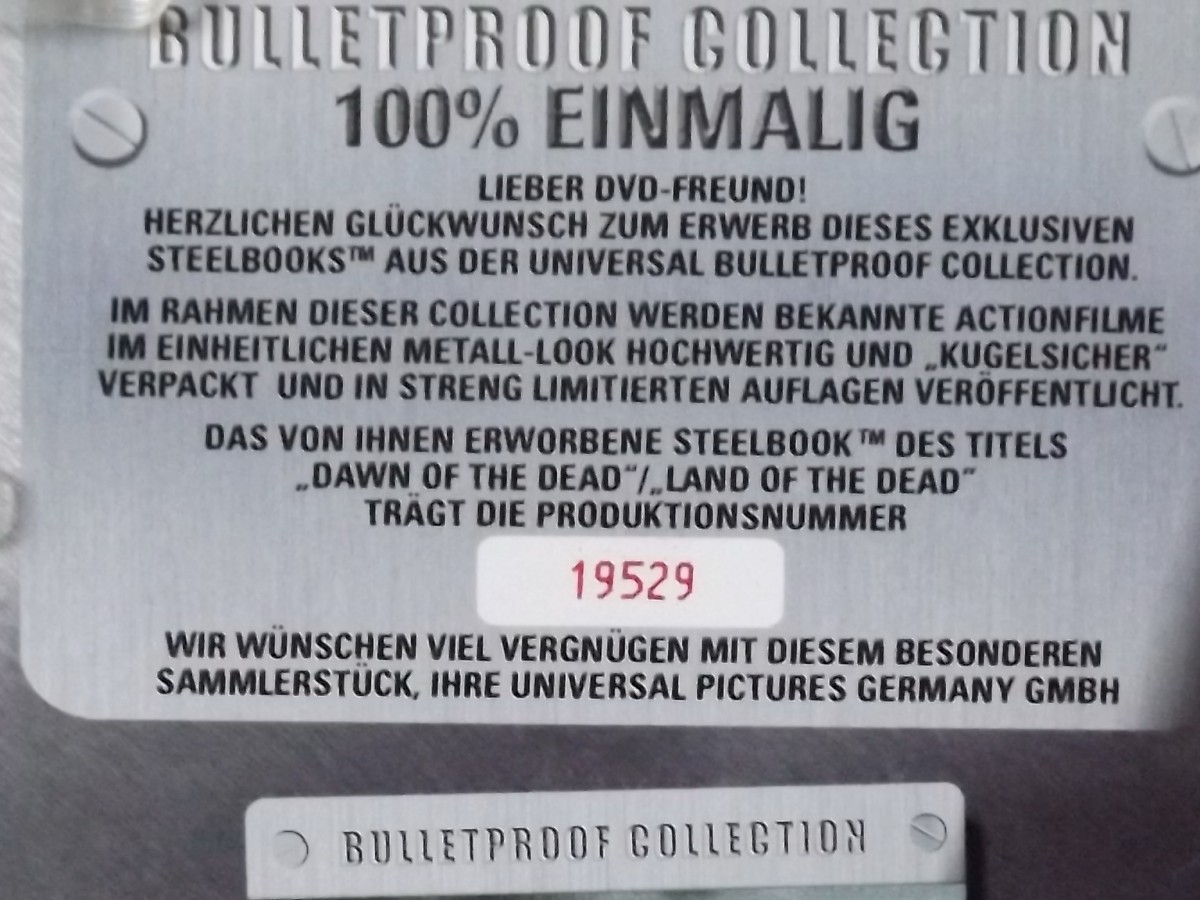 BULLETPROOF COLLECTION
100% EINMALIG
LIEBER DVD-FREUND!
HERZLICHEN GLÜCKWUNSCH ZUM ERWERB DIESES EXKLUSIVEN
STEELBOOKS™ AUS DER UNIVERSAL BULLETPROOF COLLECTION.
IM RAHMEN DIESER COLLECTION WERDEN BEKANNTE ACTIONFILME
IM EINHEITLICHEN METALL-LOOK HOCHWERTIG UND „KUGELSICHER“
VERPACKT UND IN STRENG LIMITIERTEN AUFLAGEN VERÖFFENTLICHT.
DAS VON IHNEN ERWORBENE STEELBOOK™ DES TITELS
„DAWN OF THE DEAD“/„LAND OF THE DEAD“
TRÄGT DIE PRODUKTIONSNUMMER
19529
WIR WÜNSCHEN VIEL VERGNÜGEN MIT DIESEM BESONDEREN
SAMMLERSTÜCK, IHRE UNIVERSAL PICTURES GERMANY GMBH
BULLETPROOF COLLECTION